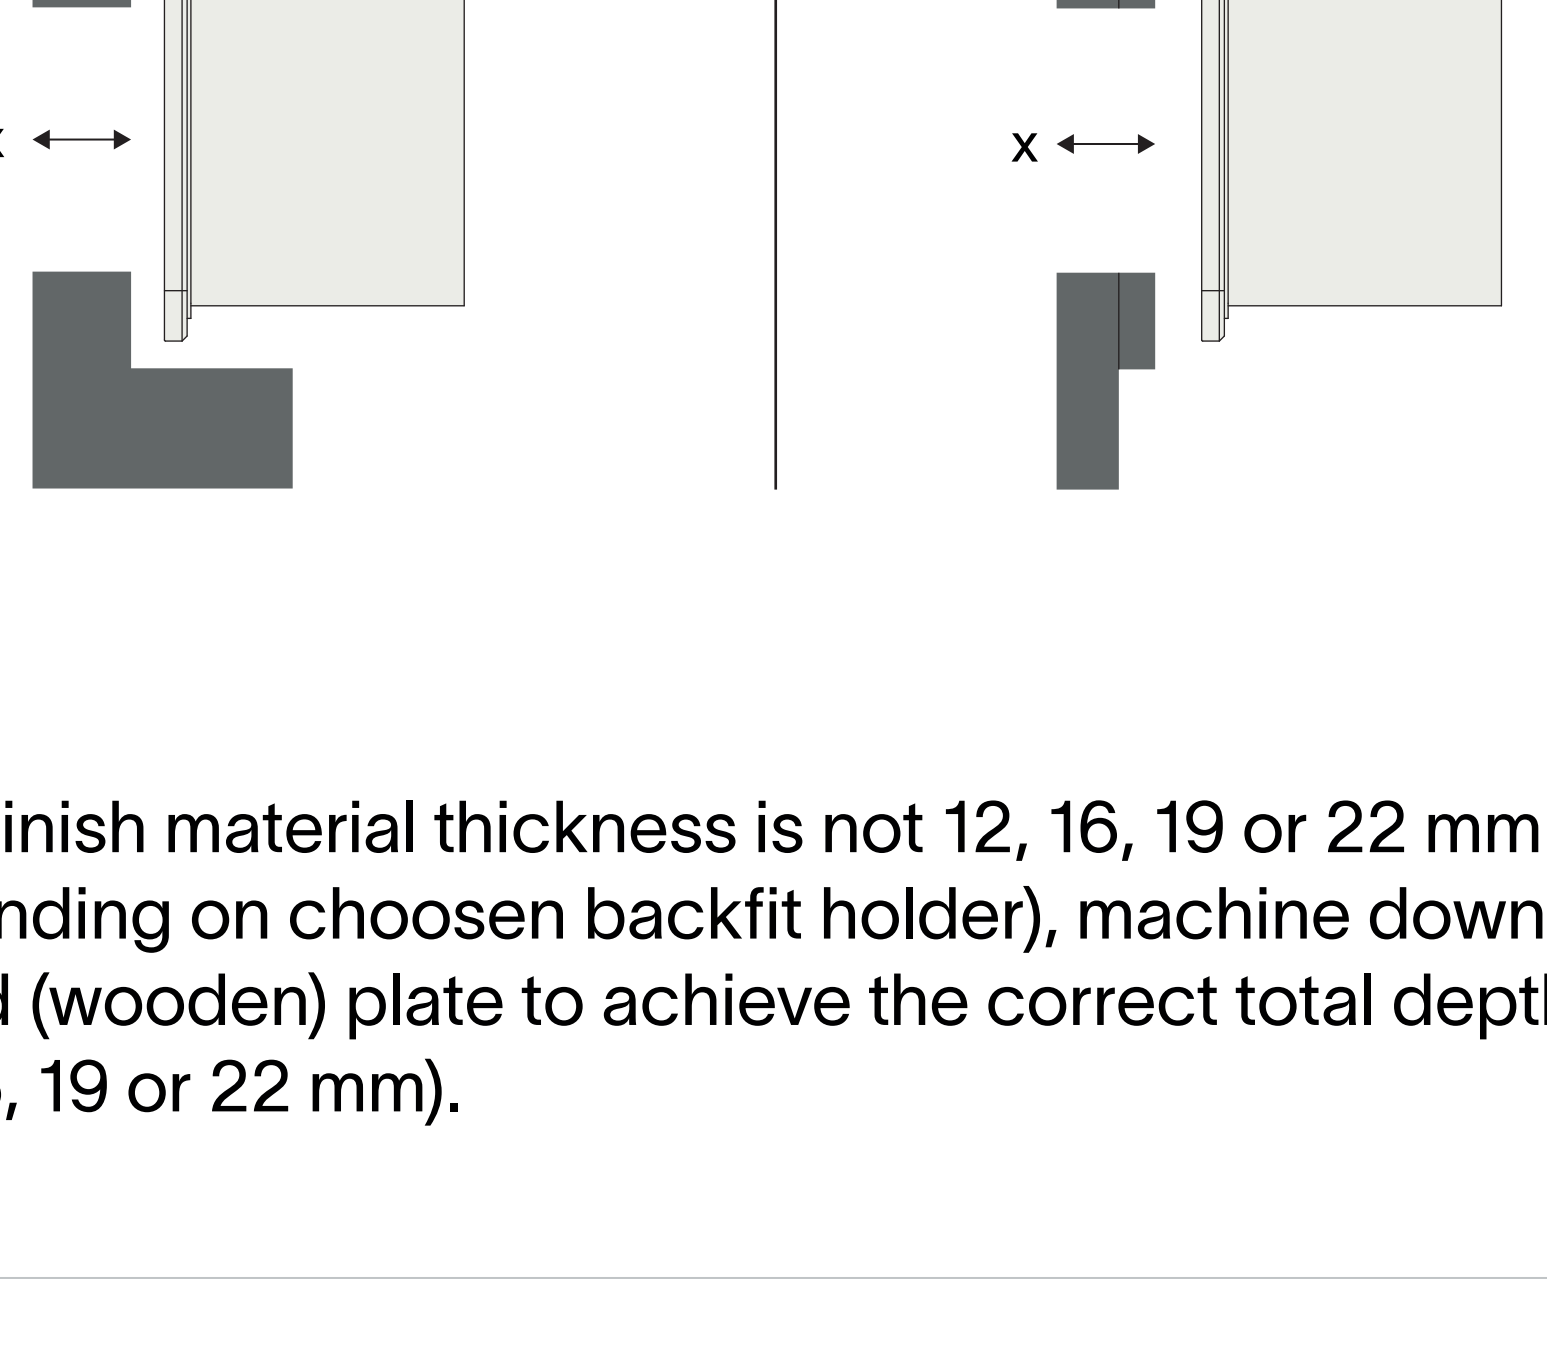 x
inish material thickness is not 12, 16, 19 or 22 mm
nding on choosen backfit holder), machine down
(wooden) plate to achieve the correct total dept
, 19 or 22 mm).